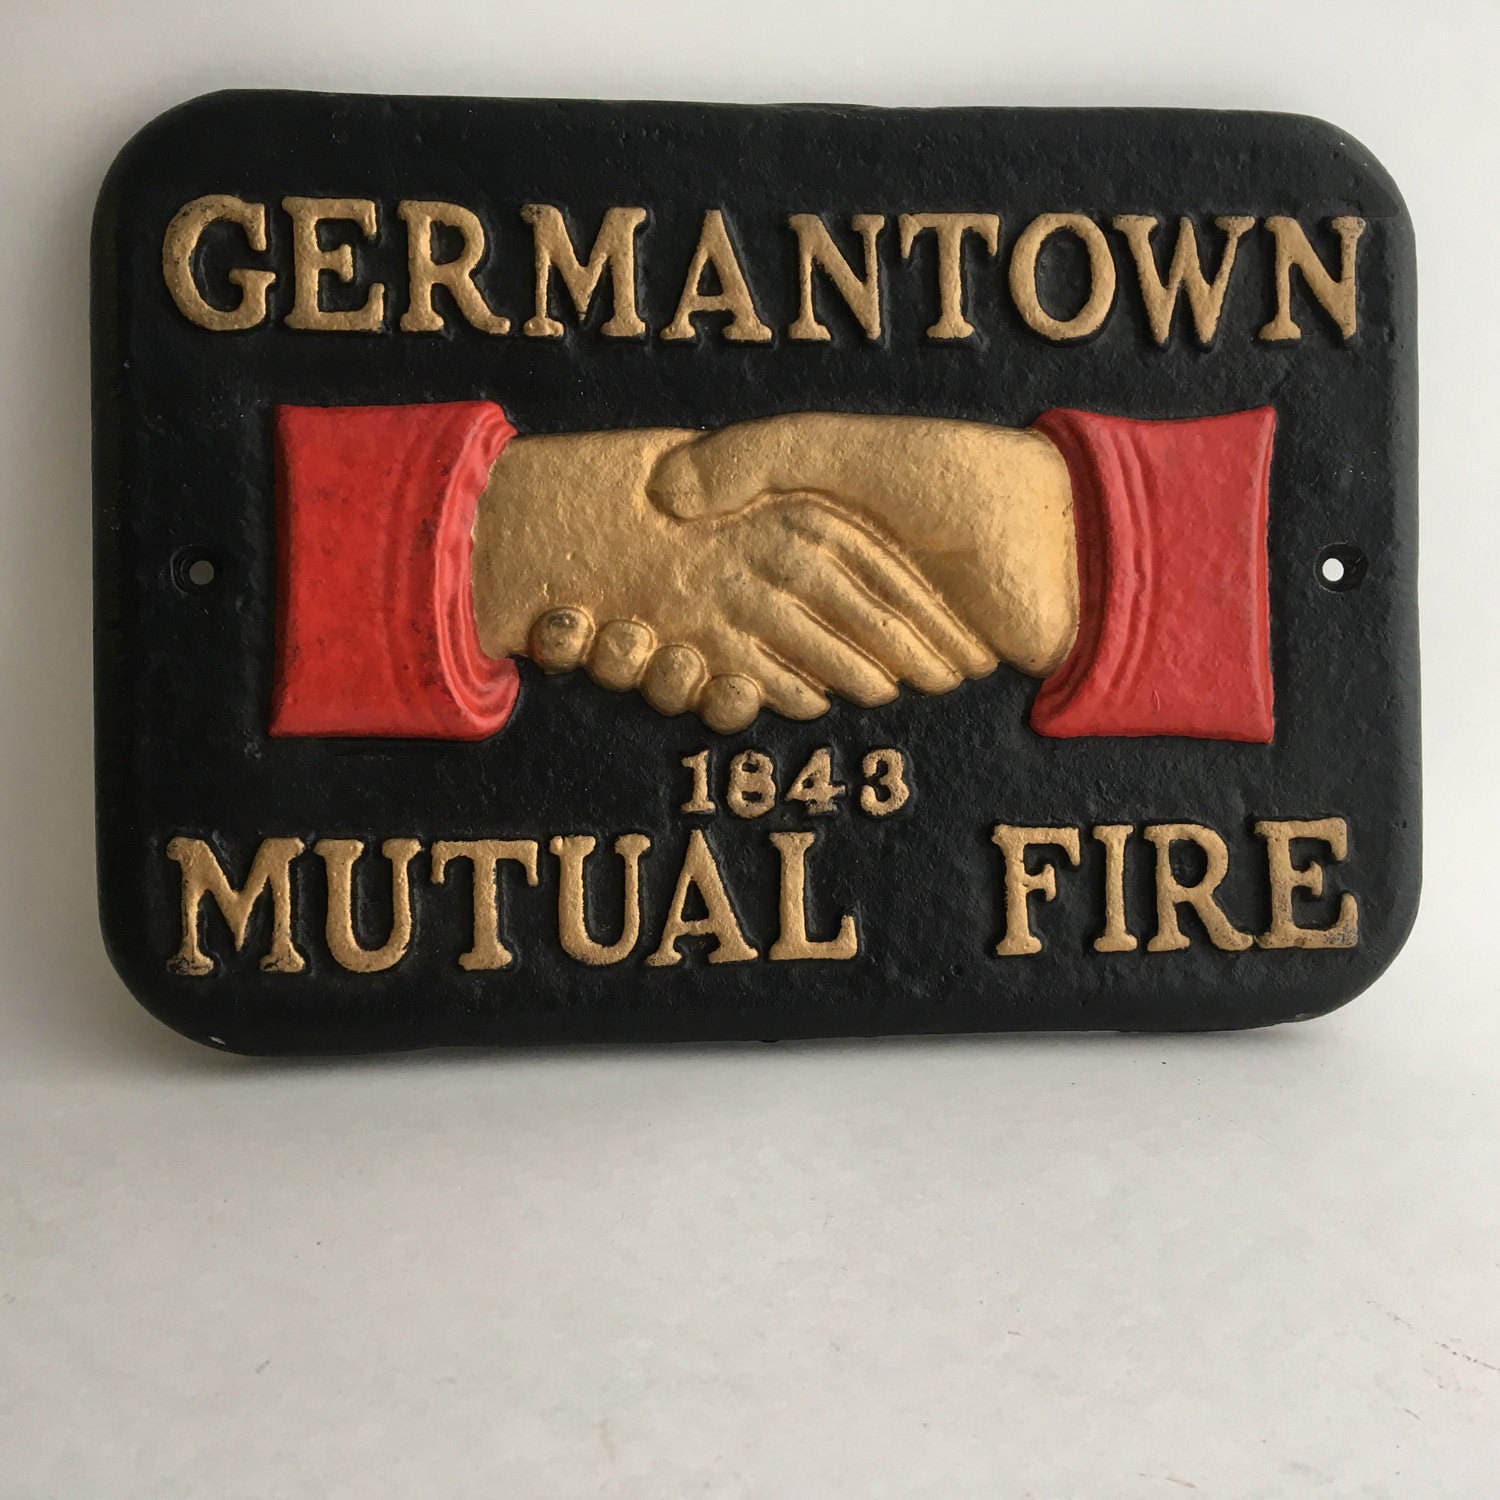 GERMANTOWN
1843
MUTUAL FIRE